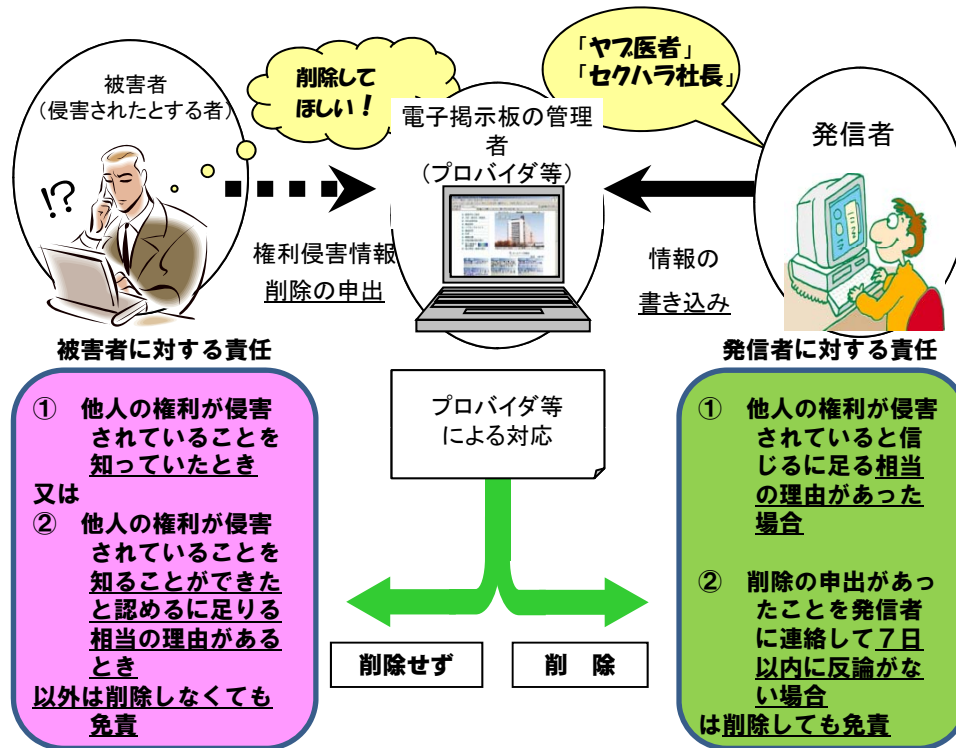 被害者
(侵害されたとする者)
!?
削除して
ほしい！
電子掲示板の管理
者
(プロバイダ等)
「ヤブ医者」
「セクハラ社長」
発信者
権利侵害情報
削除の申出
情報の
書き込み
被害者に対する責任
① 他人の権利が侵害
されていることを
知っていたとき
又は
② 他人の権利が侵害
されていることを
知ることができた
と認めるに足りる
相当の理由がある
とき
以外は削除しなくても
免責
プロバイダ等
による対応
削除せず
削　除
発信者に対する責任
① 他人の権利が侵害
されていると信
じるに足る相当
の理由があった
場合
② 削除の申出があっ
たことを発信者
に連絡して７日
以内に反論がな
い場合
は削除しても免責